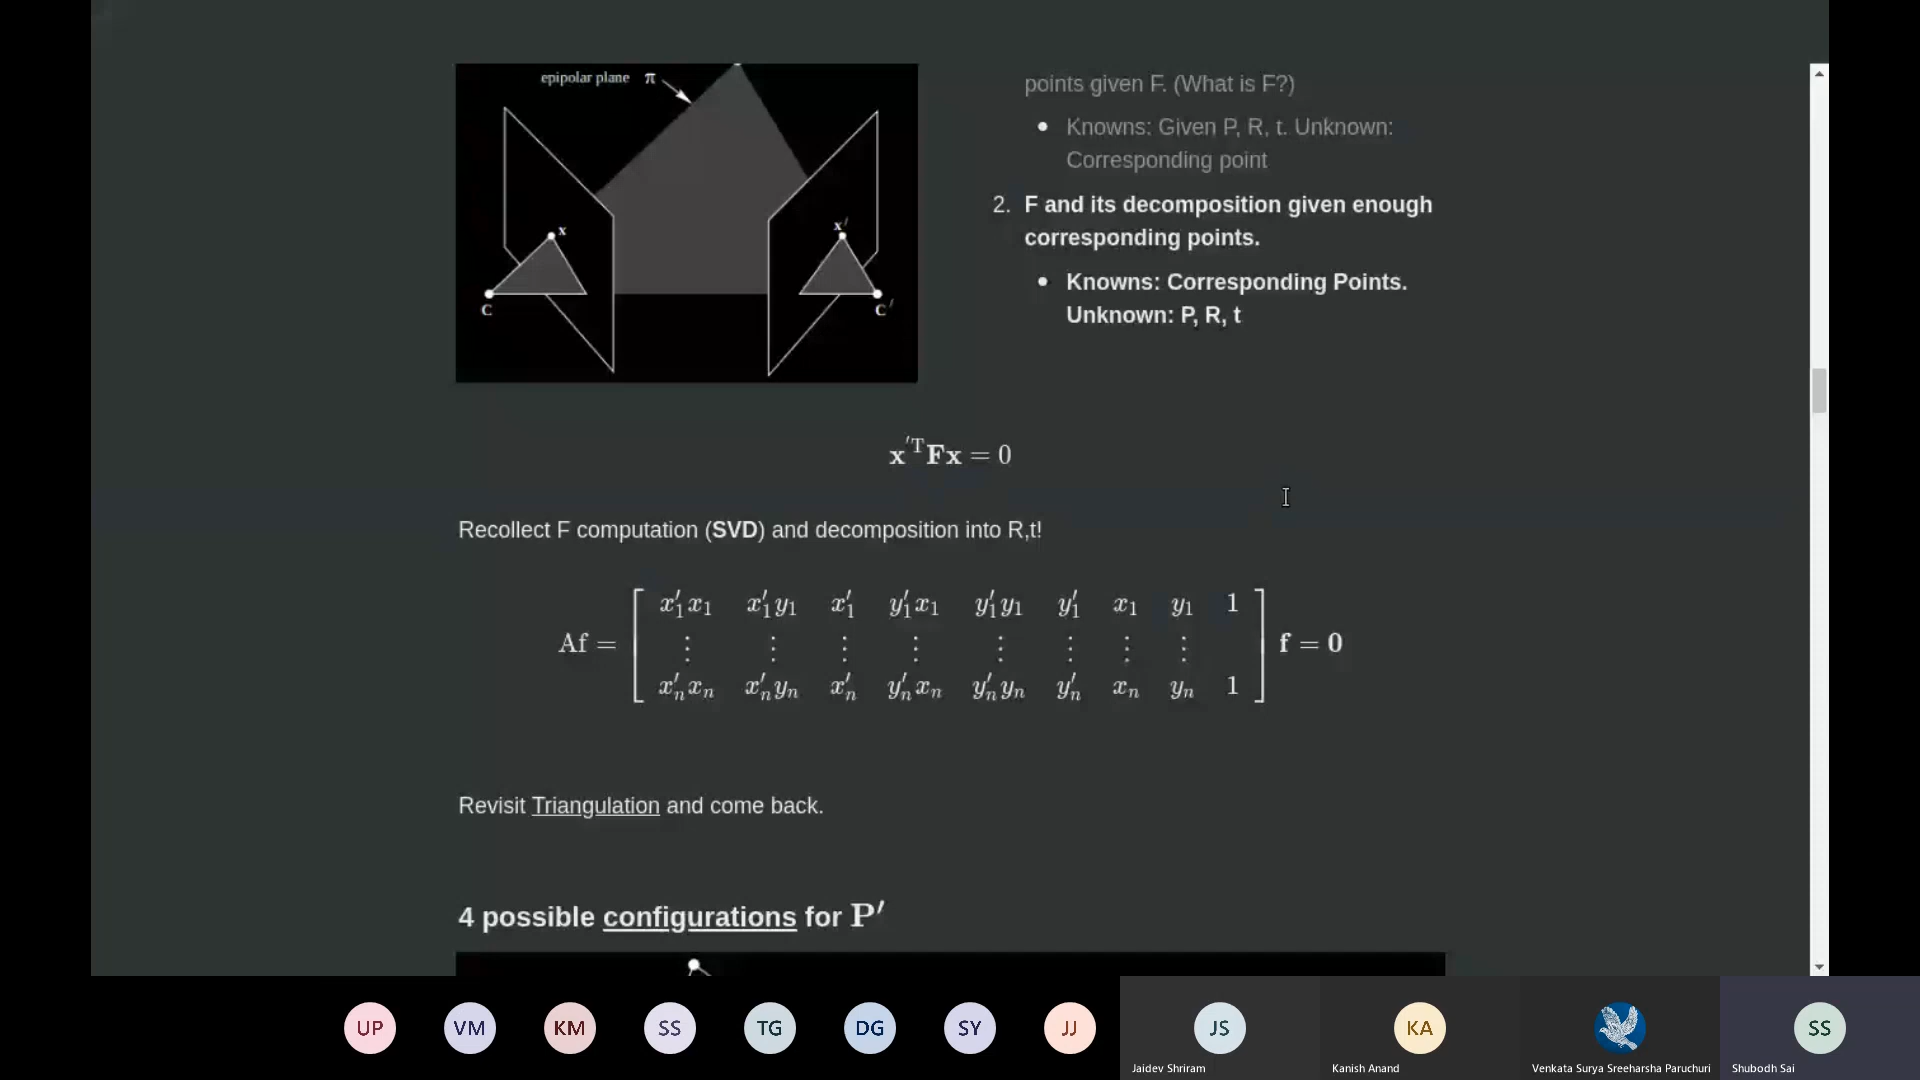 epipolar plane π
x
x′
C
C′
points given F. (What is F?)
Knowns: Given P, R, t. Unknown:
Corresponding point
2. F and its decomposition given enough
corresponding points.
Knowns: Corresponding Points.
Unknown: P, R, t
x′ᵀFx = 0
Recollect F computation (SVD) and decomposition into R,t!
Af = [ x′₁x₁ x′₁y₁ x′₁ y′₁x₁ y′₁y₁ y′₁ x₁ y₁ 1
⋮ ⋮ ⋮ ⋮ ⋮ ⋮ ⋮ ⋮
x′ₙxₙ x′ₙyₙ x′ₙ y′ₙxₙ y′ₙyₙ y′ₙ xₙ yₙ 1 ] f = 0
Revisit Triangulation and come back.
4 possible configurations for P′
UP VM KM SS TG DG SY JJ JS KA SS
Jaidev Shriram Kanish Anand Venkata Surya Sreeharsha Paruchuri Shubodh Sai